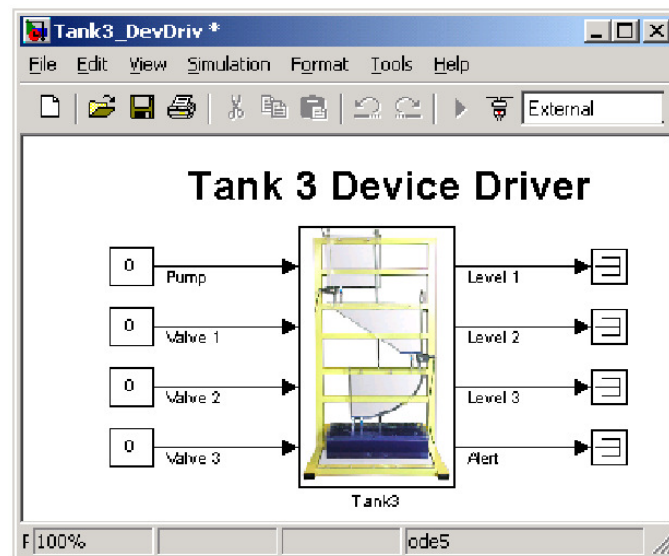 Tank3_DevDriv *
File Edit View Simulation Format Tools Help
External
Tank 3 Device Driver
0 Pump Level 1
0 Valve 1 Level 2
0 Valve 2 Level 3
0 Valve 3 Alert
Tank3
F 100% ode5